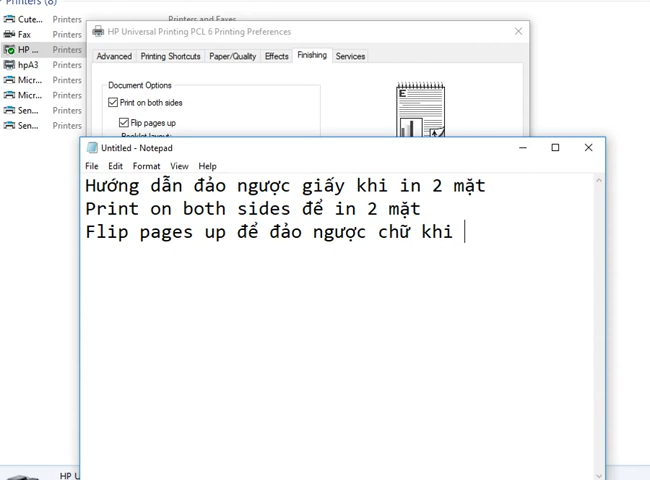 Printers (8)
Cute... Printers
Printers and Faxes
Fax Printers
HP ... Printers
hpA3 Printers
Micr... Printers
Micr... Printers
Sen... Printers
Sen... Printers
HP Universal Printing PCL 6 Printing Preferences
Advanced Printing Shortcuts Paper/Quality Effects Finishing Services
Document Options
Print on both sides
Flip pages up
Booklet layout:
E
Untitled - Notepad
File Edit Format View Help
Hướng dẫn đảo ngược giấy khi in 2 mặt
Print on both sides để in 2 mặt
Flip pages up để đảo ngược chữ khi
HP U